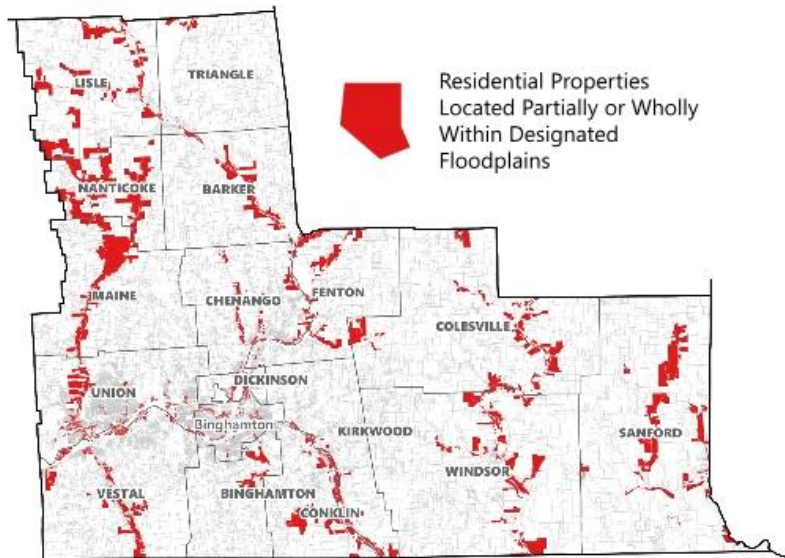 LISLE
TRIANGLE
Residential Properties
Located Partially or Wholly
Within Designated
Floodplains
NANTICOKE
BARKER
MAINE
CHENANGO
FENTON
COLESVILLE
UNION
DICKINSON
Binghamton
KIRKWOOD
SANFORD
WINDSOR
VESTAL
BINGHAMTON
CONKLIN